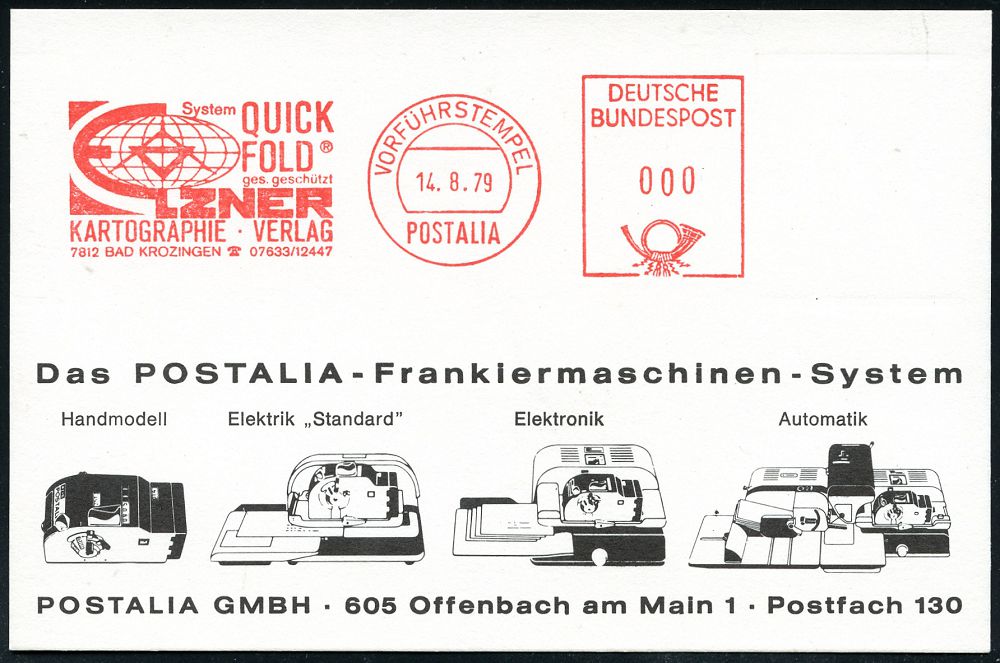 System QUICK
FOLD®
ges. geschützt
ELZNER
KARTOGRAPHIE · VERLAG
7812 BAD KROZINGEN ☎ 07633/12447
VORFÜHRSTEMPEL
14. 8. 79
POSTALIA
DEUTSCHE
BUNDESPOST
000
Das POSTALIA - Frankiermaschinen - System
Handmodell Elektrik „Standard" Elektronik Automatik
POSTALIA
POSTALIA GMBH · 605 Offenbach am Main 1 · Postfach 130